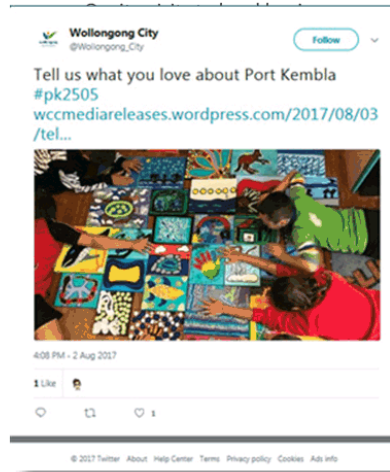 Wollongong City
@Wollongong_City
Follow
Tell us what you love about Port Kembla
#pk2505
wccmediareleases.wordpress.com/2017/08/03
/tel...
4:08 PM - 2 Aug 2017
1 Like
1
© 2017 Twitter About Help Center Terms Privacy policy Cookies Ads info